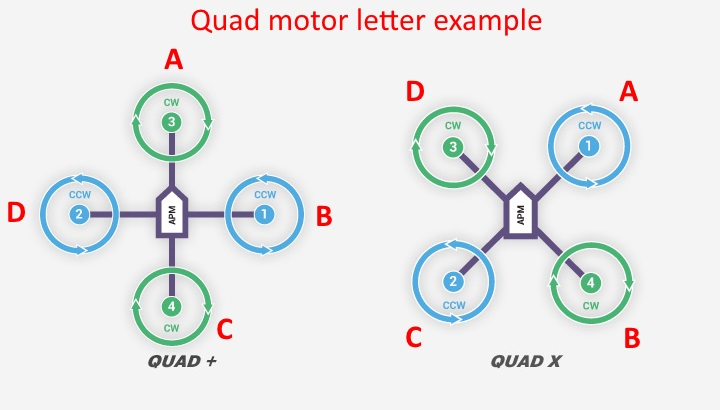 Quad motor letter example
A
CW
3
D
CCW
2
APM
CCW
1
B
4
CW
C
QUAD +
D
CW
3
A
CCW
1
APM
2
CCW
C
4
CW
B
QUAD X